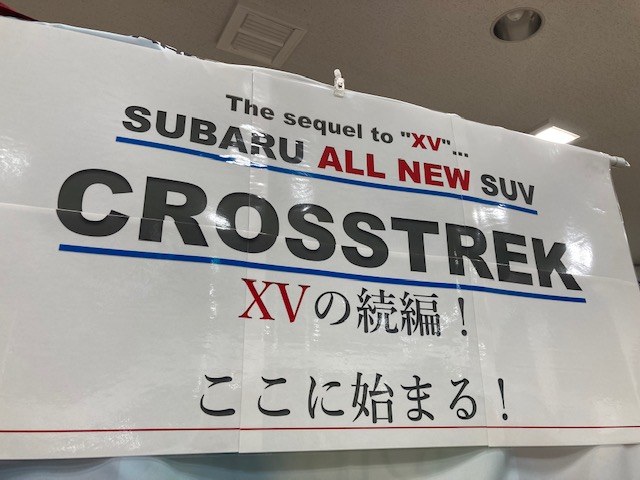 The sequel to "XV"...
SUBARU ALL NEW SUV
CROSSTREK
XVの続編！
ここに始まる！